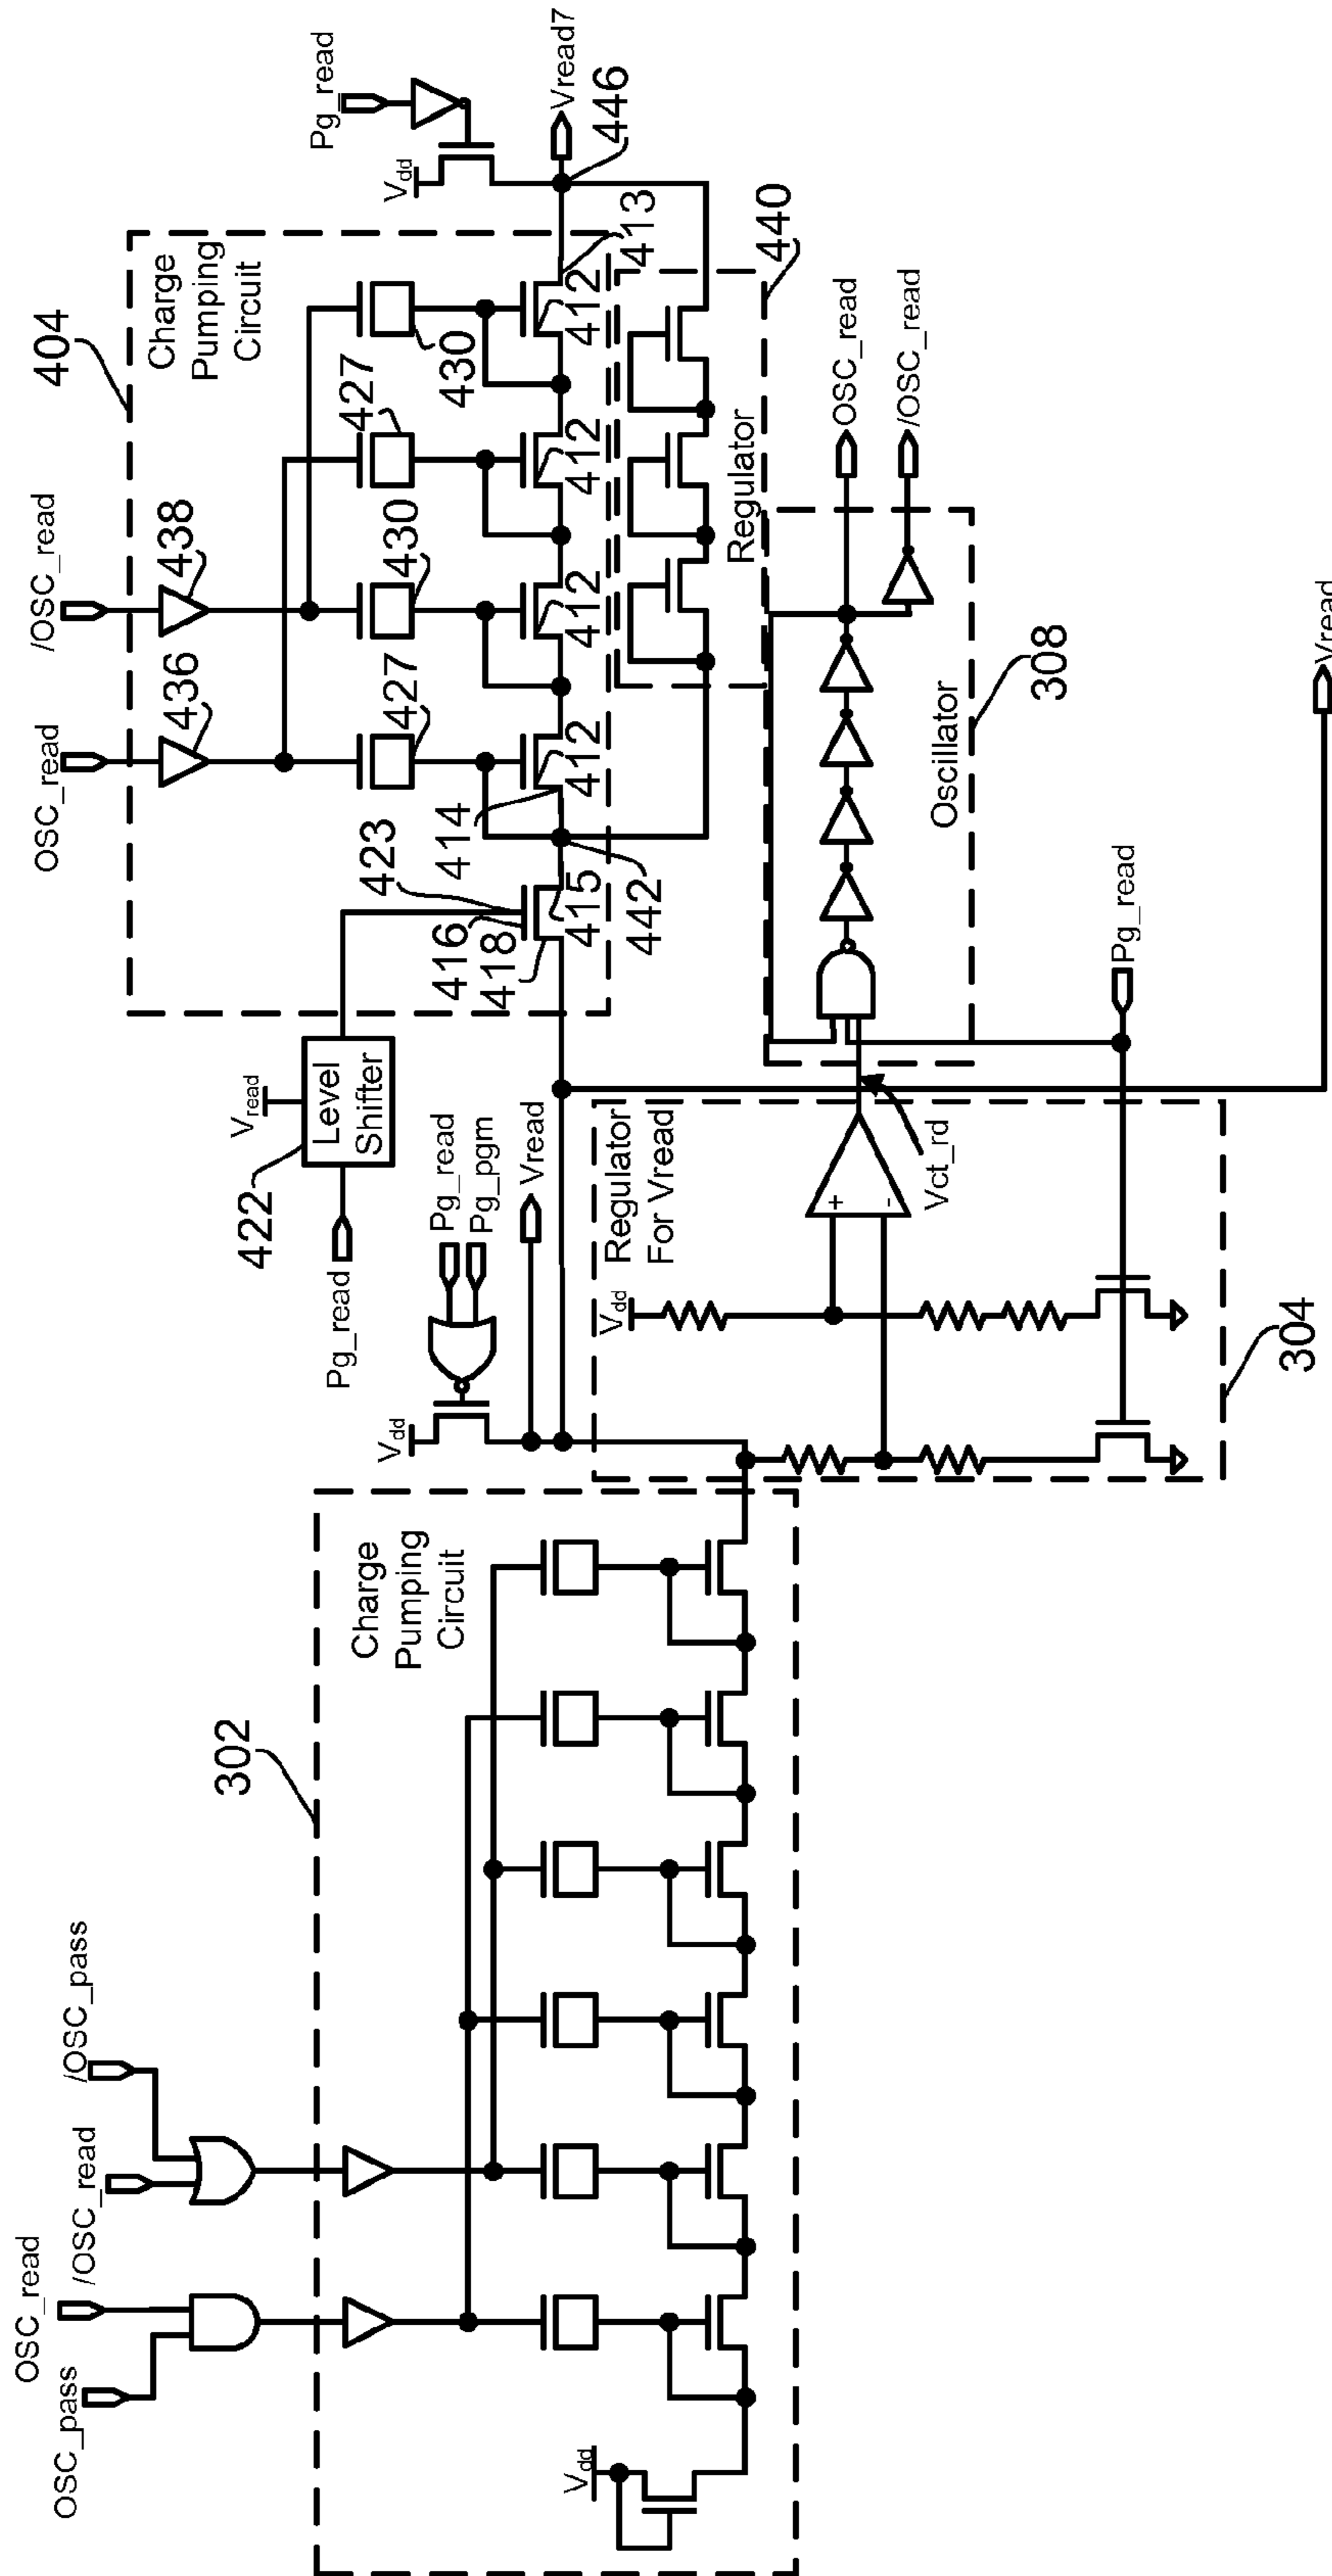 OSC_pass
OSC_read
/OSC_read
/OSC_pass
302
Charge
Pumping
Circuit
Vdd
Vdd
Pg_read
Pg_pgm
Vread
Pg_read
422
Level
Shifter
Vread
OSC_read
/OSC_read
404
436
438
Charge
Pumping
Circuit
427
430
427
430
423
416
418
414
415
442
412
412
412
412
413
Vdd
Pg_read
Vread7
446
Regulator
440
Regulator
For Vread
Vdd
+
-
Vct_rd
304
Oscillator
308
OSC_read
/OSC_read
Pg_read
Vread